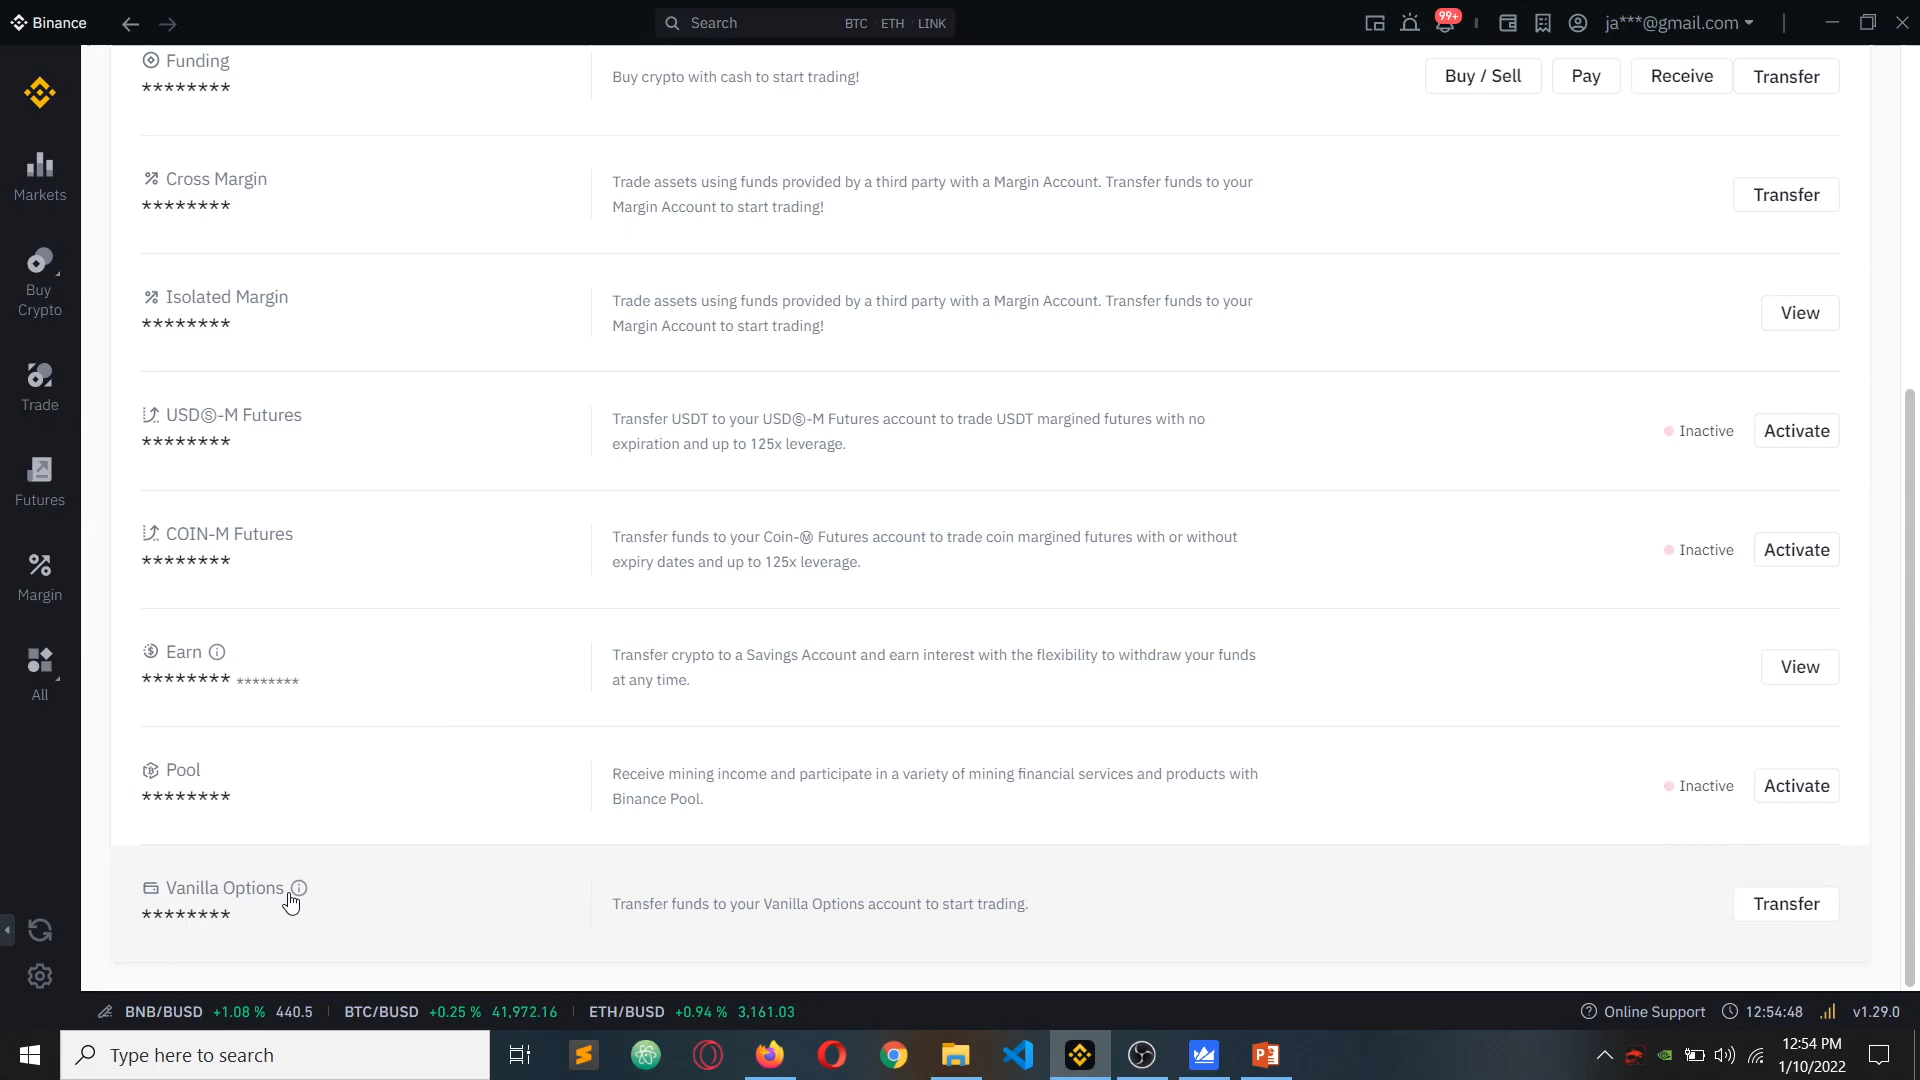 Binance
Search BTC ETH LINK
99+
ja***@gmail.com
Funding
********
Buy crypto with cash to start trading!
Buy / Sell
Pay
Receive
Transfer
Markets
Cross Margin
********
Trade assets using funds provided by a third party with a Margin Account. Transfer funds to your
Margin Account to start trading!
Transfer
Buy
Crypto
Isolated Margin
********
Trade assets using funds provided by a third party with a Margin Account. Transfer funds to your
Margin Account to start trading!
View
Trade
USDⓈ-M Futures
********
Transfer USDT to your USDⓈ-M Futures account to trade USDT margined futures with no
expiration and up to 125x leverage.
Inactive
Activate
Futures
COIN-M Futures
********
Transfer funds to your Coin-Ⓜ Futures account to trade coin margined futures with or without
expiry dates and up to 125x leverage.
Inactive
Activate
Margin
Earn
******** ********
Transfer crypto to a Savings Account and earn interest with the flexibility to withdraw your funds
at any time.
View
All
Pool
********
Receive mining income and participate in a variety of mining financial services and products with
Binance Pool.
Inactive
Activate
Vanilla Options
********
Transfer funds to your Vanilla Options account to start trading.
Transfer
BNB/BUSD +1.08 % 440.5 BTC/BUSD +0.25 % 41,972.16 ETH/BUSD +0.94 % 3,161.03
Online Support 12:54:48 v1.29.0
Type here to search
12:54 PM
1/10/2022